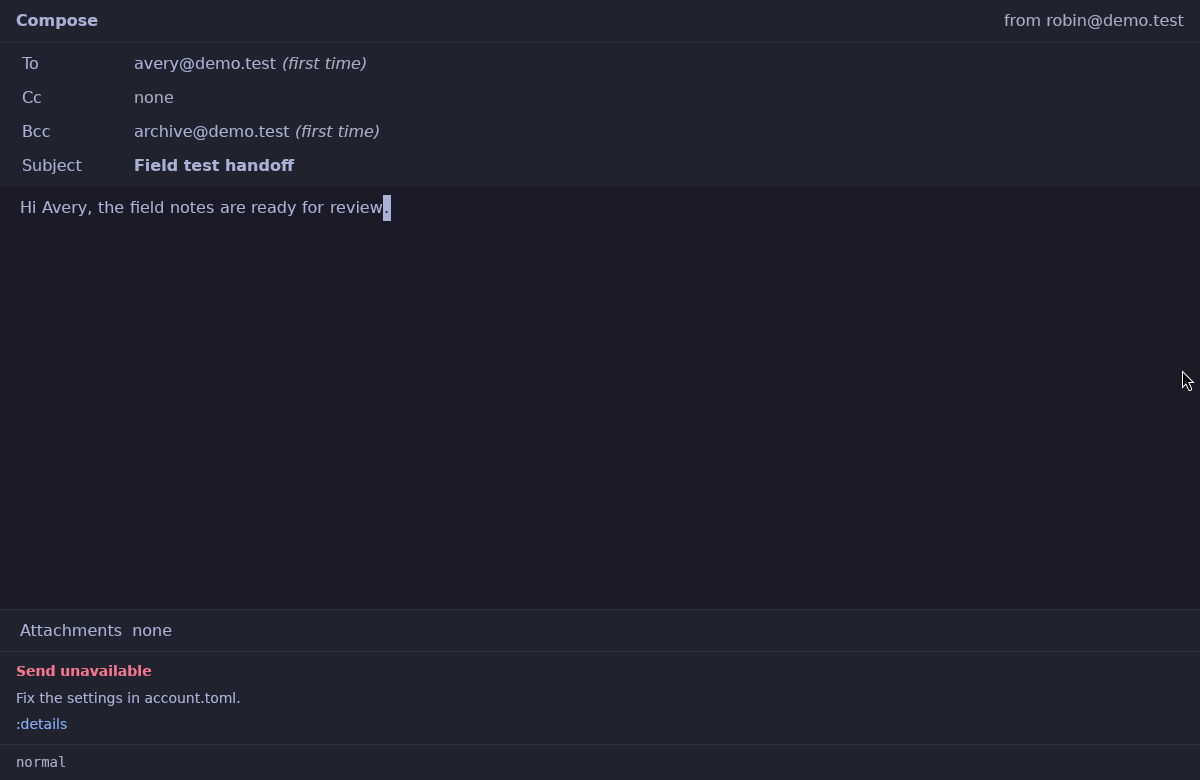 Compose from robin@demo.test
To avery@demo.test (first time)
Cc none
Bcc archive@demo.test (first time)
Subject Field test handoff
Hi Avery, the field notes are ready for review.
Attachments none
Send unavailable
Fix the settings in account.toml.
:details
normal